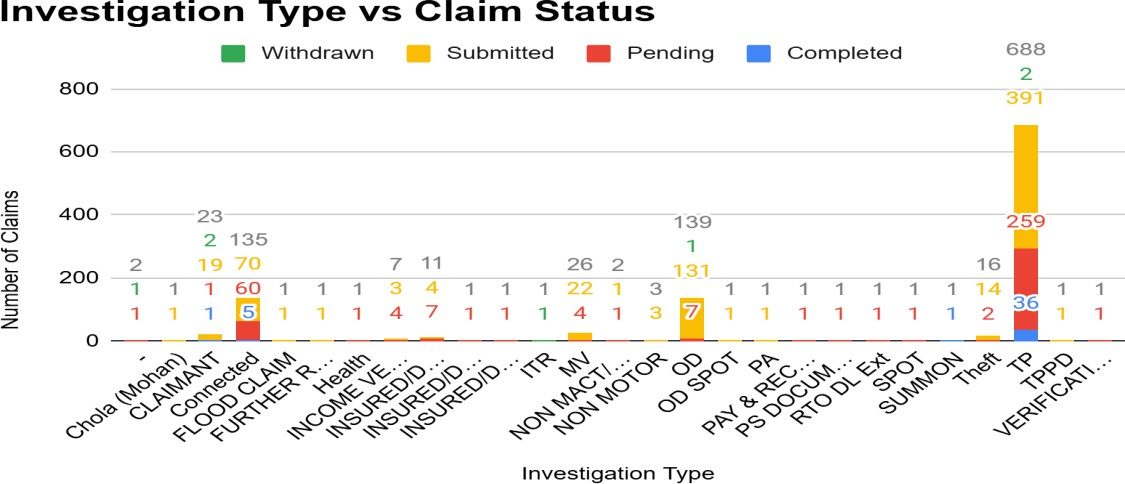 Investigation Type vs Claim Status
Withdrawn Submitted Pending Completed
Number of Claims
800
600
400
200
0
688
2
391
259
36
23
2
19
1
1
135
70
60
5
139
1
131
7
2
1
1
1
1
1
1
1
1
1
1
7
3
4
11
4
7
1
1
1
1
1
1
26
22
4
2
1
1
3
3
1
1
1
1
1
1
1
1
1
1
1
1
1
1
16
14
2
1
1
1
1
-
Chola (Mohan)
CLAIMANT
Connected
FLOOD CLAIM
FURTHER R…
Health
INCOME VE…
INSURED/D…
INSURED/D…
INSURED/D…
ITR
MV
NON MACT/…
NON MOTOR
OD
OD SPOT
PA
PAY & REC…
PS DOCUM…
RTO DL Ext
SPOT
SUMMON
Theft
TP
TPPD
VERIFICATI…
Investigation Type